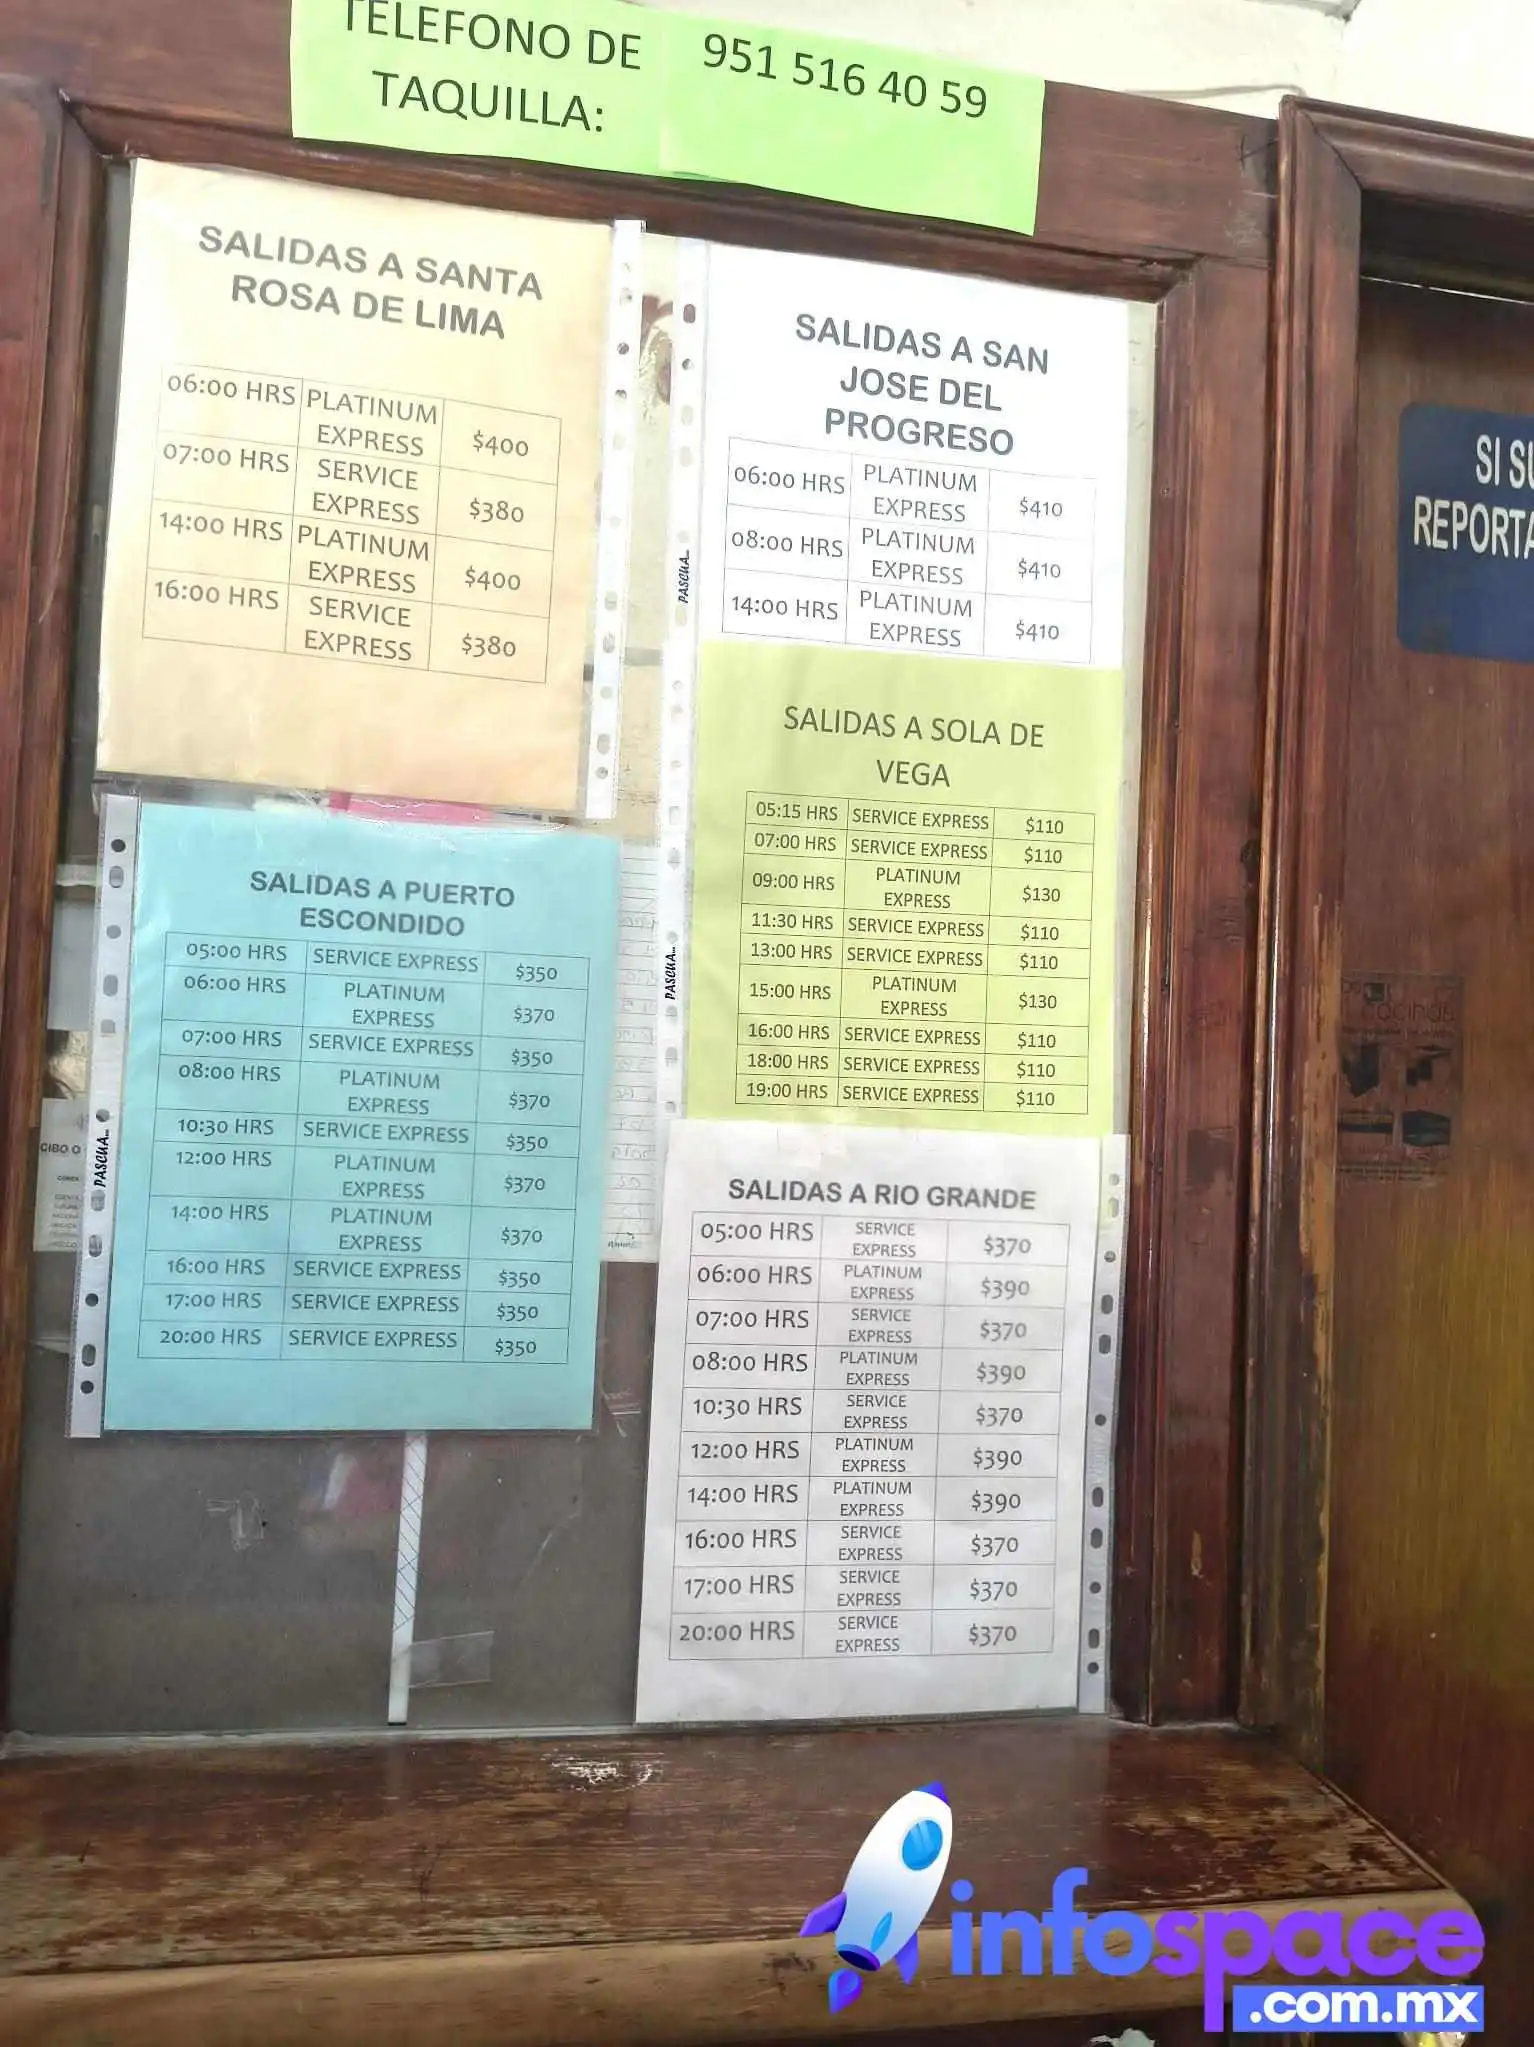 TELEFONO DE 951 516 40 59
TAQUILLA:
SALIDAS A SANTA
ROSA DE LIMA
06:00 HRS PLATINUM EXPRESS $400
07:00 HRS SERVICE EXPRESS $380
14:00 HRS PLATINUM EXPRESS $400
16:00 HRS SERVICE EXPRESS $380
SALIDAS A SAN
JOSE DEL
PROGRESO
06:00 HRS PLATINUM EXPRESS $410
08:00 HRS PLATINUM EXPRESS $410
14:00 HRS PLATINUM EXPRESS $410
PASCUA...
SALIDAS A SOLA DE
VEGA
05:15 HRS SERVICE EXPRESS $110
07:00 HRS SERVICE EXPRESS $110
09:00 HRS PLATINUM EXPRESS $130
11:30 HRS SERVICE EXPRESS $110
13:00 HRS SERVICE EXPRESS $110
15:00 HRS PLATINUM EXPRESS $130
16:00 HRS SERVICE EXPRESS $110
18:00 HRS SERVICE EXPRESS $110
19:00 HRS SERVICE EXPRESS $110
PASCUA...
SALIDAS A PUERTO
ESCONDIDO
05:00 HRS SERVICE EXPRESS $350
06:00 HRS PLATINUM EXPRESS $370
07:00 HRS SERVICE EXPRESS $350
08:00 HRS PLATINUM EXPRESS $370
10:30 HRS SERVICE EXPRESS $350
12:00 HRS PLATINUM EXPRESS $370
14:00 HRS PLATINUM EXPRESS $370
16:00 HRS SERVICE EXPRESS $350
17:00 HRS SERVICE EXPRESS $350
20:00 HRS SERVICE EXPRESS $350
PASCUA...
SALIDAS A RIO GRANDE
05:00 HRS SERVICE EXPRESS $370
06:00 HRS PLATINUM EXPRESS $390
07:00 HRS SERVICE EXPRESS $370
08:00 HRS PLATINUM EXPRESS $390
10:30 HRS SERVICE EXPRESS $370
12:00 HRS PLATINUM EXPRESS $390
14:00 HRS PLATINUM EXPRESS $390
16:00 HRS SERVICE EXPRESS $370
17:00 HRS SERVICE EXPRESS $370
20:00 HRS SERVICE EXPRESS $370
SI SU
REPORTA
CIBO O
cocinas
infospace
.com.mx